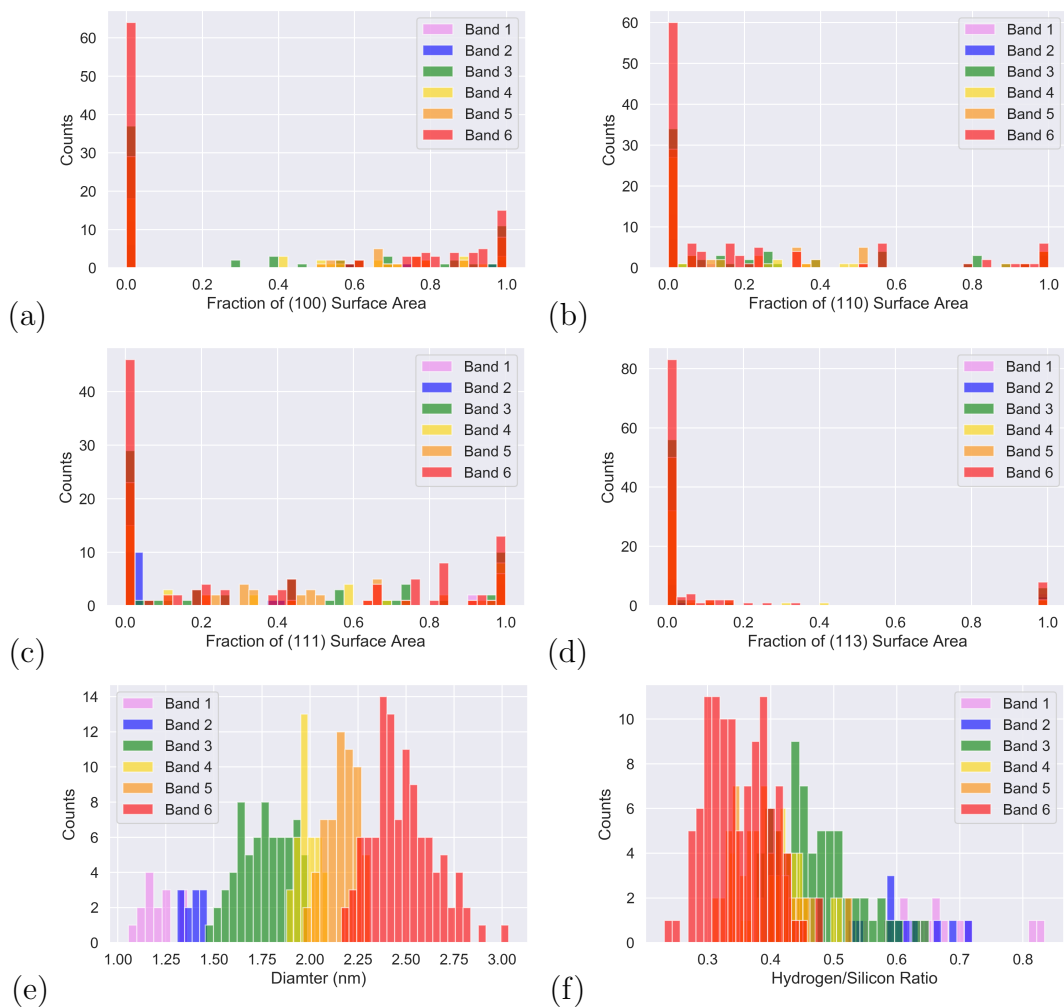 60
50
40
30
20
10
0
Counts
0.0 0.2 0.4 0.6 0.8 1.0
Fraction of (100) Surface Area
Band 1
Band 2
Band 3
Band 4
Band 5
Band 6
(a)
60
50
40
30
20
10
0
Counts
0.0 0.2 0.4 0.6 0.8 1.0
Fraction of (110) Surface Area
Band 1
Band 2
Band 3
Band 4
Band 5
Band 6
(b)
40
30
20
10
0
Counts
0.0 0.2 0.4 0.6 0.8 1.0
Fraction of (111) Surface Area
Band 1
Band 2
Band 3
Band 4
Band 5
Band 6
(c)
80
60
40
20
0
Counts
0.0 0.2 0.4 0.6 0.8 1.0
Fraction of (113) Surface Area
Band 1
Band 2
Band 3
Band 4
Band 5
Band 6
(d)
14
12
10
8
6
4
2
0
Counts
1.00 1.25 1.50 1.75 2.00 2.25 2.50 2.75 3.00
Diamter (nm)
Band 1
Band 2
Band 3
Band 4
Band 5
Band 6
(e)
10
8
6
4
2
0
Counts
0.3 0.4 0.5 0.6 0.7 0.8
Hydrogen/Silicon Ratio
Band 1
Band 2
Band 3
Band 4
Band 5
Band 6
(f)